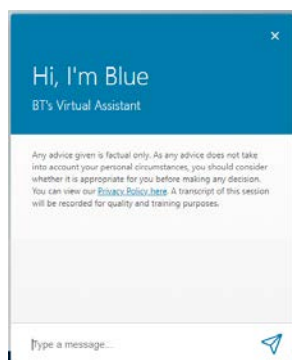 ×
Hi, I'm Blue
BT's Virtual Assistant
Any advice given is factual only. As any advice does not take
into account your personal circumstances, you should consider
whether it is appropriate for you before making any decision.
You can view our Privacy Policy here. A transcript of this session
will be recorded for quality and training purposes.
Type a message...